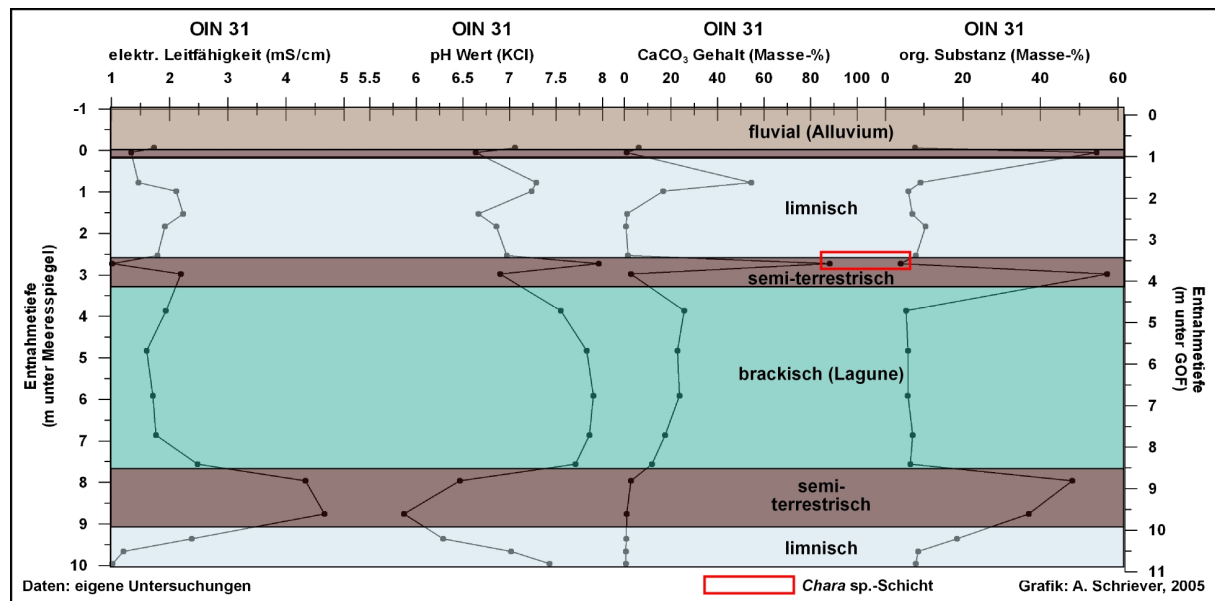 OIN 31 OIN 31 OIN 31 OIN 31
elektr. Leitfähigkeit (mS/cm) pH Wert (KCl) CaCO₃ Gehalt (Masse-%) org. Substanz (Masse-%)
1 2 3 4 5 5.5 6 6.5 7 7.5 8 0 20 40 60 80 100 0 20 40 60
Entnahmetiefe
(m unter Meeresspiegel)
-1
0
1
2
3
4
5
6
7
8
9
10
fluvial (Alluvium)
limnisch
semi-terrestrisch
brackisch (Lagune)
semi-
terrestrisch
limnisch
0
1
2
3
4
5
6
7
8
9
10
11
Entnahmetiefe
(m unter GOF)
Daten: eigene Untersuchungen Chara sp.-Schicht Grafik: A. Schriever, 2005